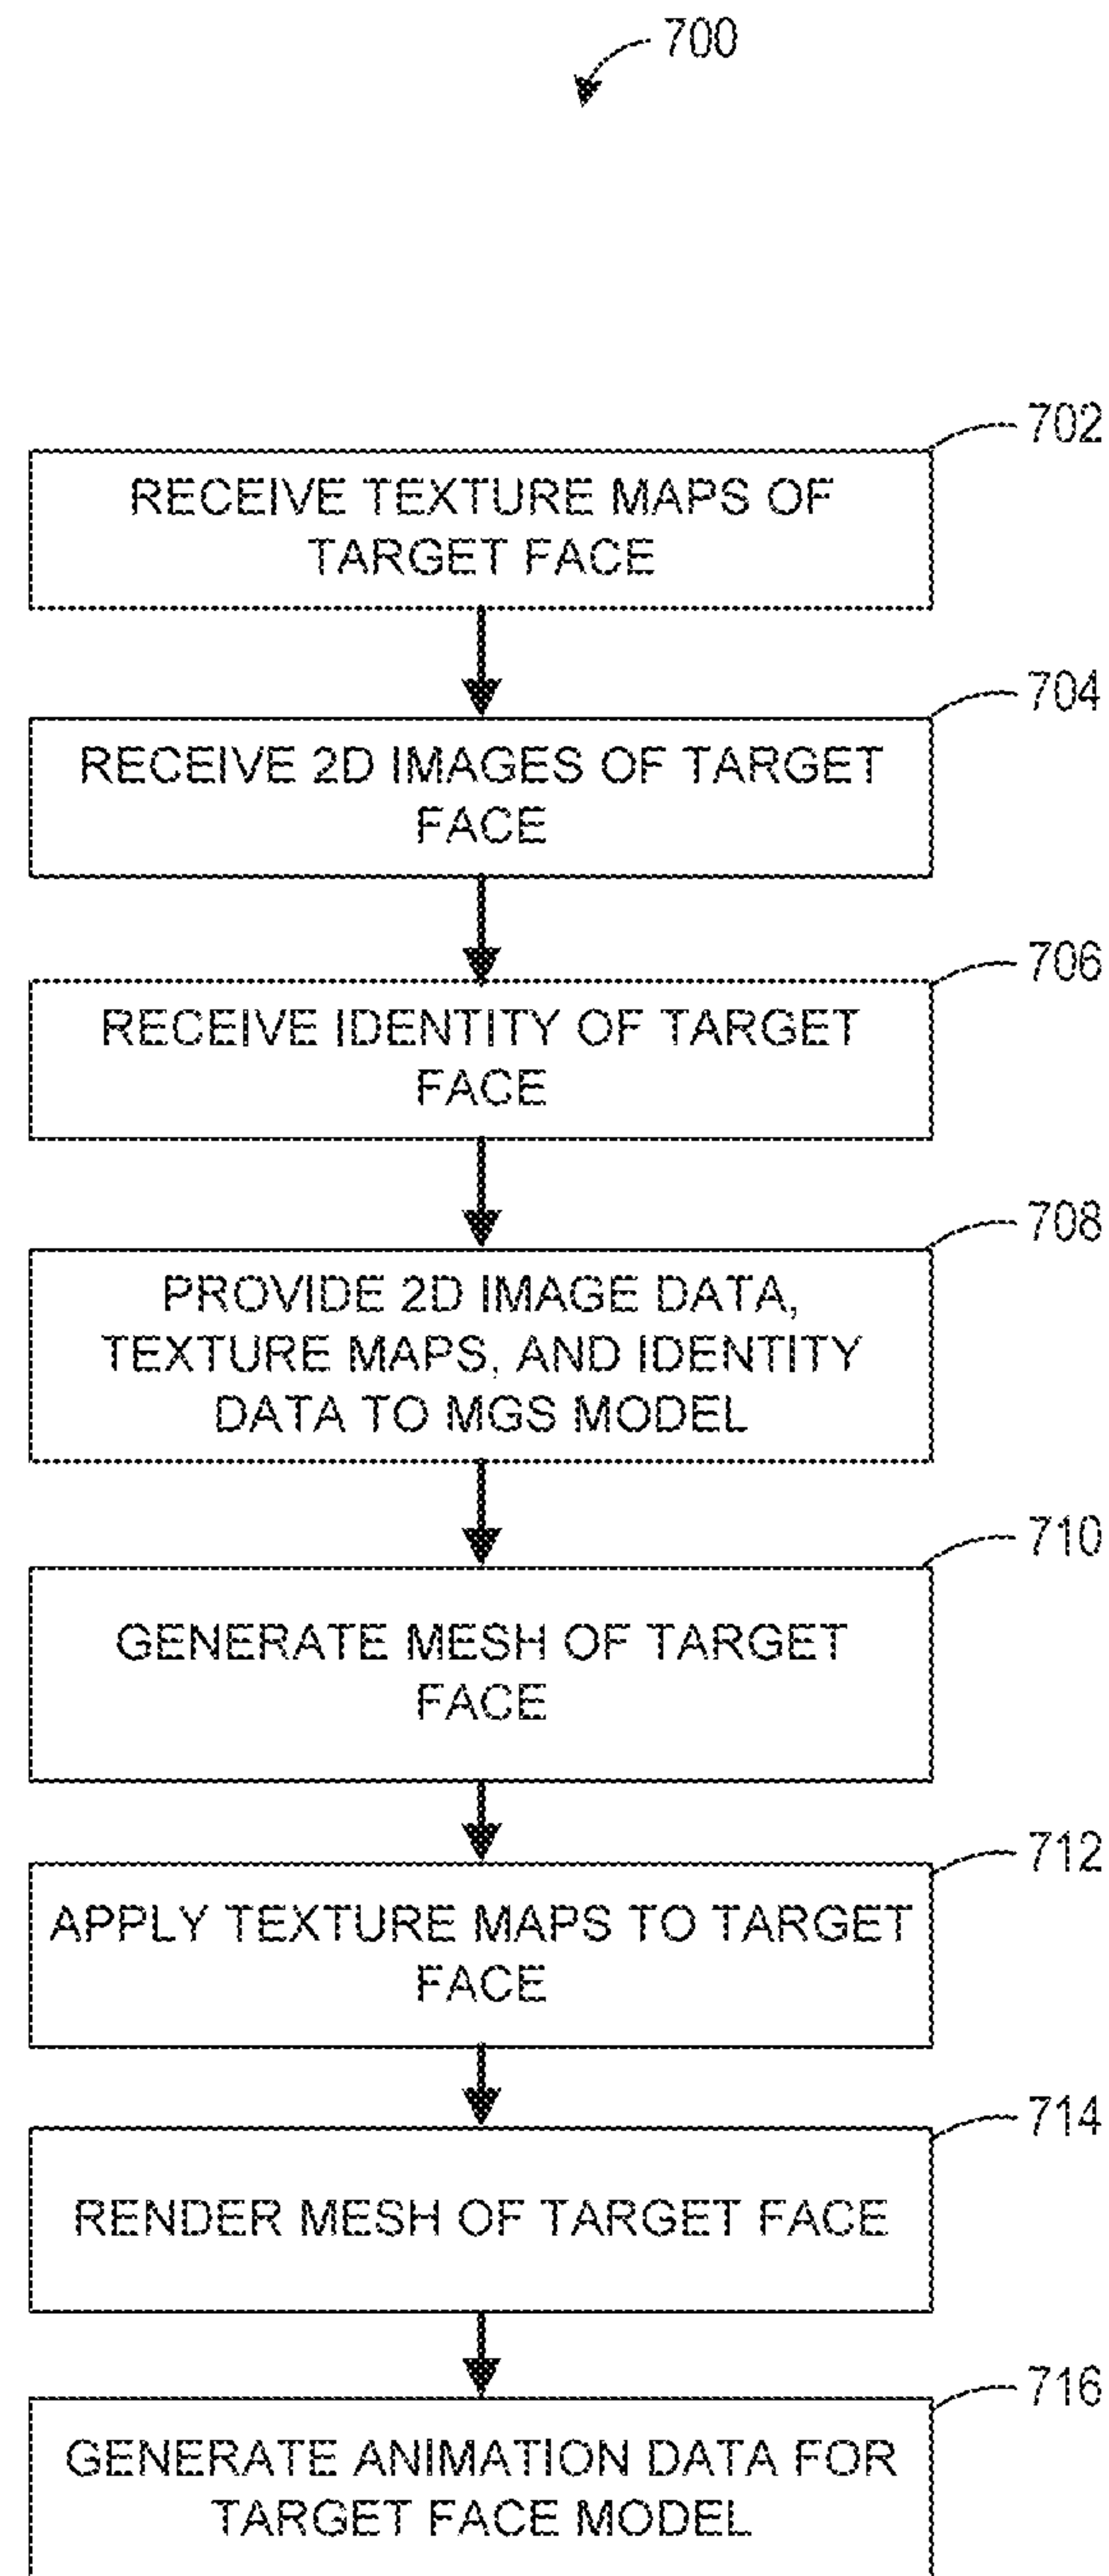 700
702
RECEIVE TEXTURE MAPS OF
TARGET FACE
704
RECEIVE 2D IMAGES OF TARGET
FACE
706
RECEIVE IDENTITY OF TARGET
FACE
708
PROVIDE 2D IMAGE DATA,
TEXTURE MAPS, AND IDENTITY
DATA TO MGS MODEL
710
GENERATE MESH OF TARGET
FACE
712
APPLY TEXTURE MAPS TO TARGET
FACE
714
RENDER MESH OF TARGET FACE
716
GENERATE ANIMATION DATA FOR
TARGET FACE MODEL